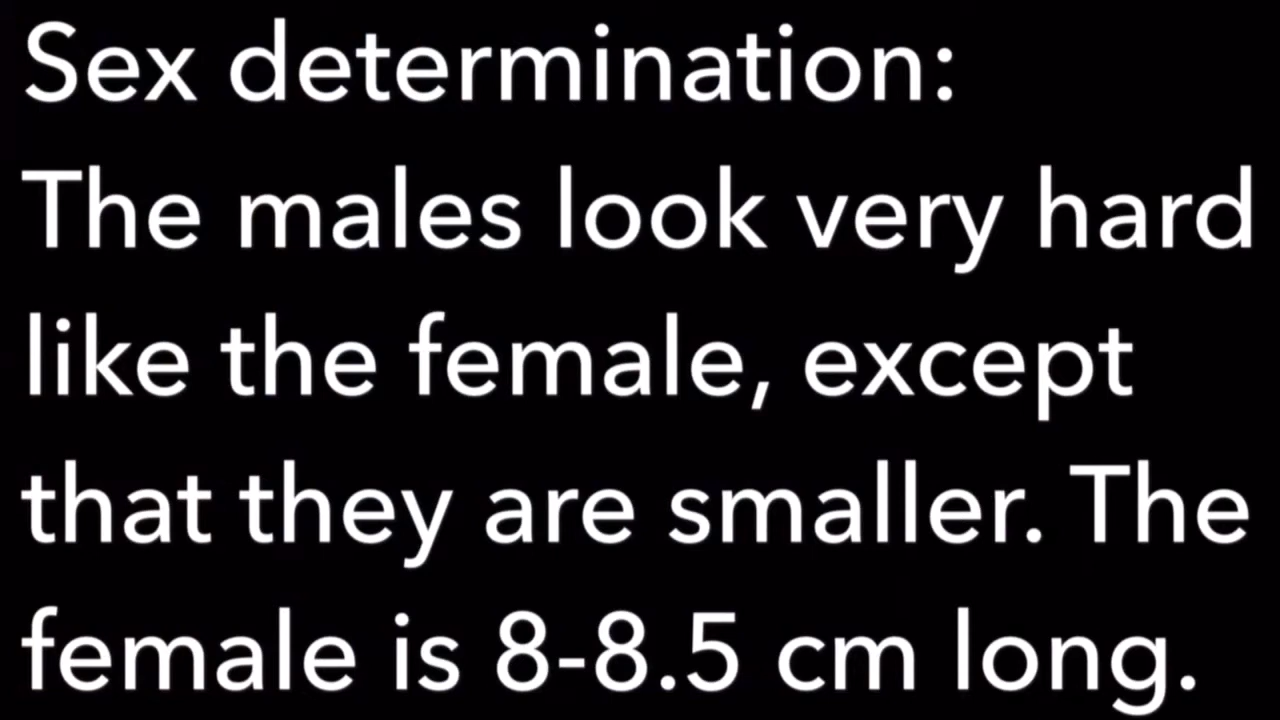 Sex determination:
The males look very hard
like the female, except
that they are smaller. The
female is 8-8.5 cm long.